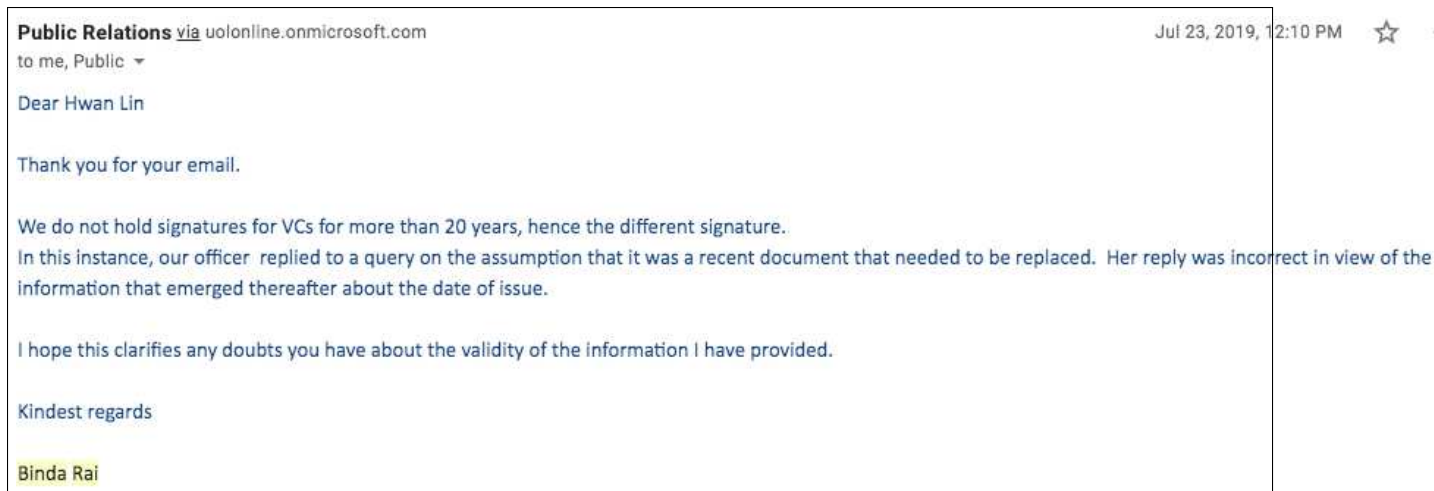 Public Relations via uolonline.onmicrosoft.com Jul 23, 2019, 12:10 PM
to me, Public
Dear Hwan Lin
Thank you for your email.
We do not hold signatures for VCs for more than 20 years, hence the different signature.
In this instance, our officer  replied to a query on the assumption that it was a recent document that needed to be replaced.  Her reply was incorrect in view of the
information that emerged thereafter about the date of issue.
I hope this clarifies any doubts you have about the validity of the information I have provided.
Kindest regards
Binda Rai